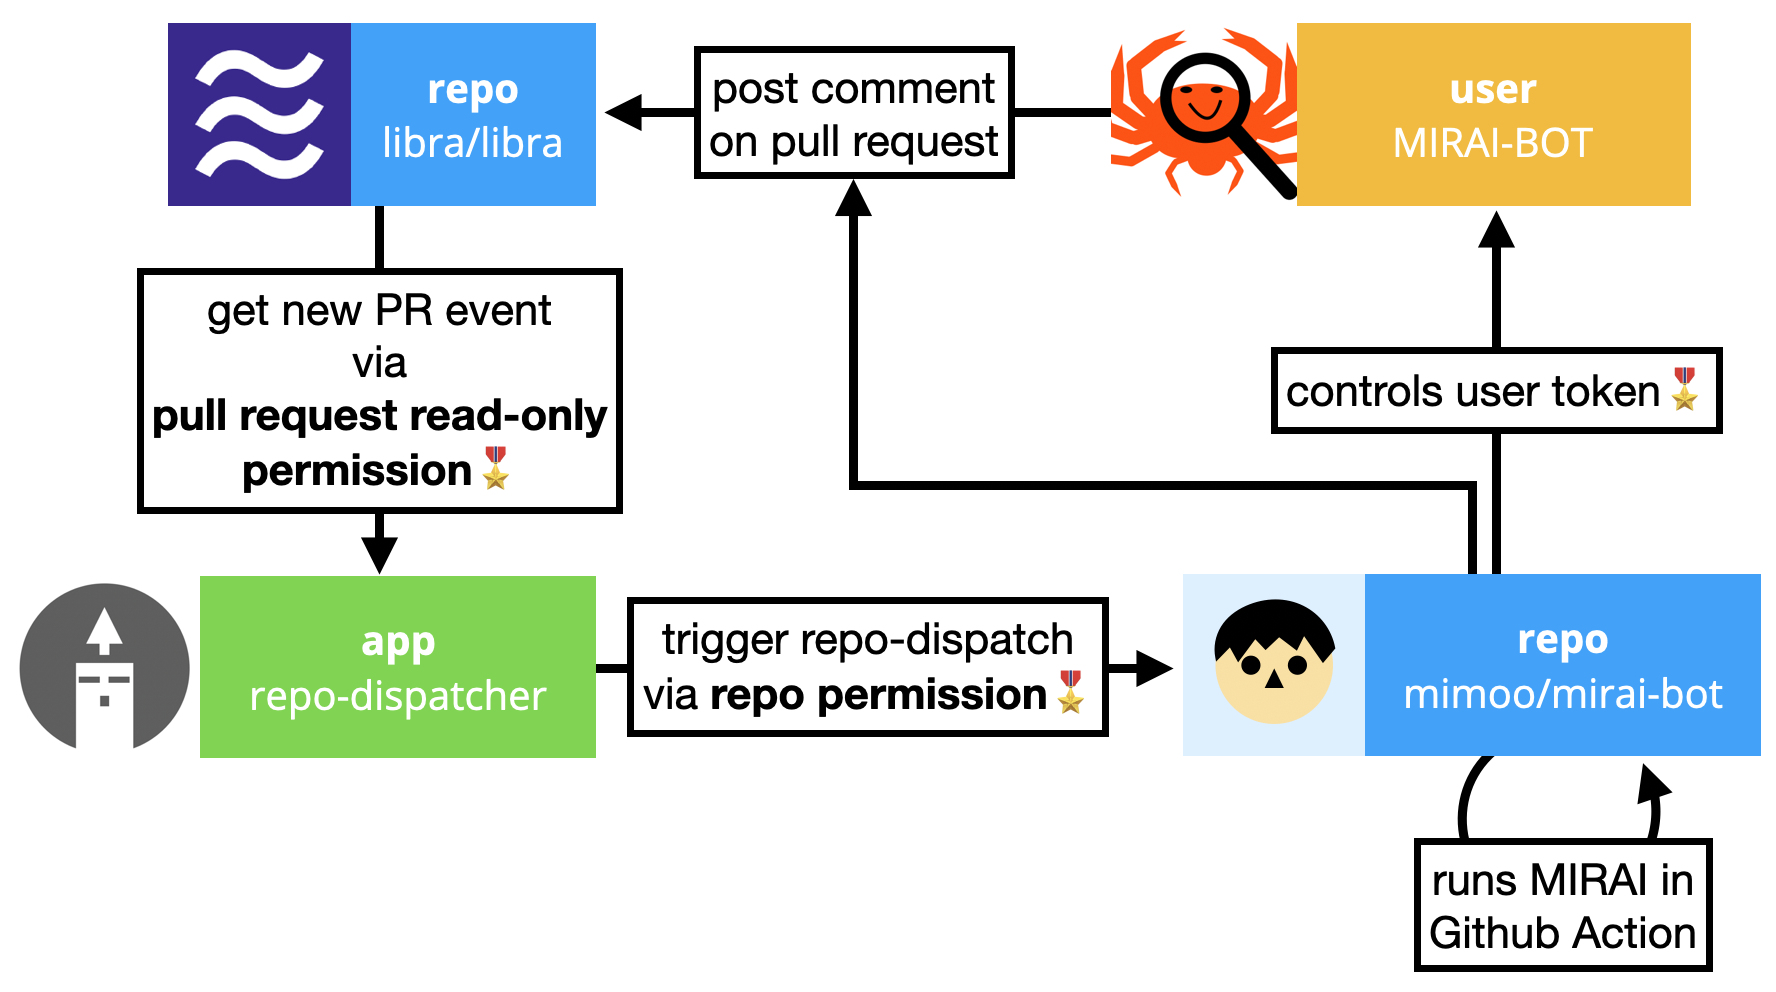 repo
libra/libra
post comment
on pull request
user
MIRAI-BOT
get new PR event
via
pull request read-only
permission
controls user token
app
repo-dispatcher
trigger repo-dispatch
via repo permission
repo
mimoo/mirai-bot
runs MIRAI in
Github Action